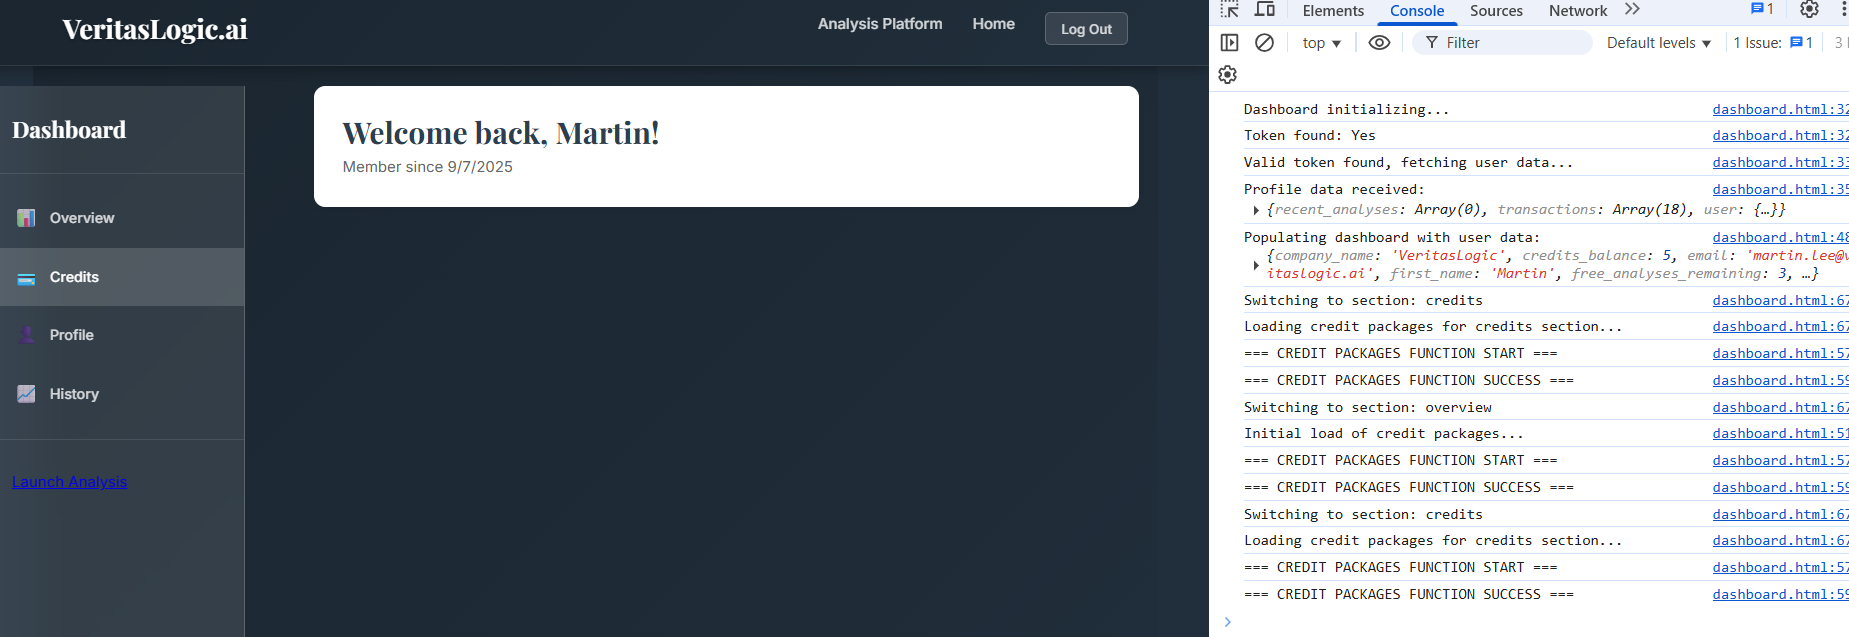 VeritasLogic.ai
Analysis Platform
Home
Log Out
Dashboard
Overview
Credits
Profile
History
Launch Analysis
Welcome back, Martin!
Member since 9/7/2025
Elements Console Sources Network 1
top Filter Default levels 1 Issue: 1 3
Dashboard initializing... dashboard.html:32
Token found: Yes dashboard.html:32
Valid token found, fetching user data... dashboard.html:33
Profile data received: dashboard.html:35
{recent_analyses: Array(0), transactions: Array(18), user: {…}}
Populating dashboard with user data: dashboard.html:48
{company_name: 'VeritasLogic', credits_balance: 5, email: 'martin.lee@v
itaslogic.ai', first_name: 'Martin', free_analyses_remaining: 3, …}
Switching to section: credits dashboard.html:67
Loading credit packages for credits section... dashboard.html:67
=== CREDIT PACKAGES FUNCTION START === dashboard.html:57
=== CREDIT PACKAGES FUNCTION SUCCESS === dashboard.html:59
Switching to section: overview dashboard.html:67
Initial load of credit packages... dashboard.html:51
=== CREDIT PACKAGES FUNCTION START === dashboard.html:57
=== CREDIT PACKAGES FUNCTION SUCCESS === dashboard.html:59
Switching to section: credits dashboard.html:67
Loading credit packages for credits section... dashboard.html:67
=== CREDIT PACKAGES FUNCTION START === dashboard.html:57
=== CREDIT PACKAGES FUNCTION SUCCESS === dashboard.html:59